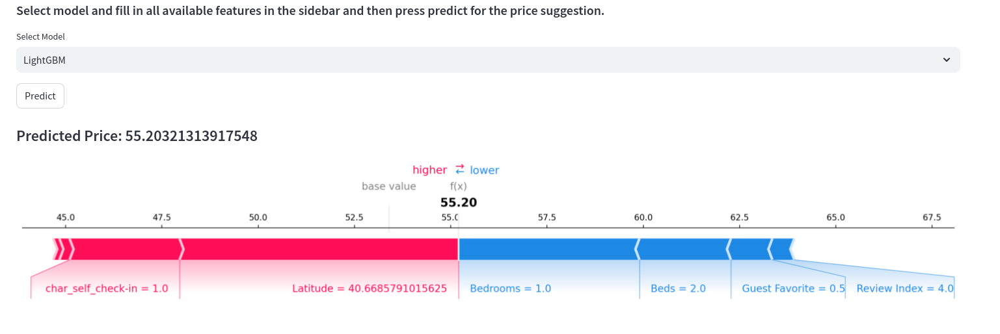 Select model and fill in all available features in the sidebar and then press predict for the price suggestion.
Select Model
LightGBM
Predict
Predicted Price: 55.20321313917548
higher ⇄ lower
base value f(x)
55.20
45.0 47.5 50.0 52.5 55.0 57.5 60.0 62.5 65.0 67.5
char_self_check-in = 1.0 Latitude = 40.6685791015625 Bedrooms = 1.0 Beds = 2.0 Guest Favorite = 0.5 Review Index = 4.0